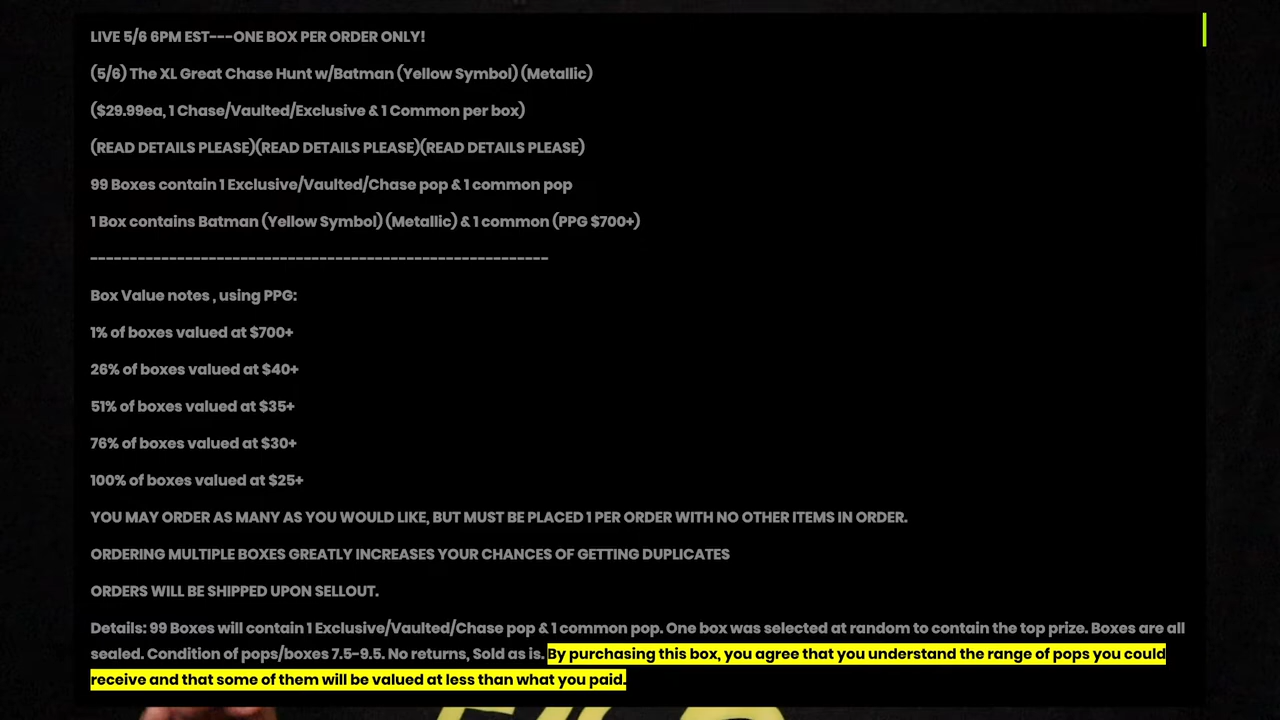 LIVE 5/6 6PM EST---ONE BOX PER ORDER ONLY!
(5/6) The XL Great Chase Hunt w/Batman (Yellow Symbol) (Metallic)
($29.99ea, 1 Chase/Vaulted/Exclusive & 1 Common per box)
(READ DETAILS PLEASE)(READ DETAILS PLEASE)(READ DETAILS PLEASE)
99 Boxes contain 1 Exclusive/Vaulted/Chase pop & 1 common pop
1 Box contains Batman (Yellow Symbol) (Metallic) & 1 common (PPG $700+)
----------------------------------------------------------
Box Value notes , using PPG:
1% of boxes valued at $700+
26% of boxes valued at $40+
51% of boxes valued at $35+
76% of boxes valued at $30+
100% of boxes valued at $25+
YOU MAY ORDER AS MANY AS YOU WOULD LIKE, BUT MUST BE PLACED 1 PER ORDER WITH NO OTHER ITEMS IN ORDER.
ORDERING MULTIPLE BOXES GREATLY INCREASES YOUR CHANCES OF GETTING DUPLICATES
ORDERS WILL BE SHIPPED UPON SELLOUT.
Details: 99 Boxes will contain 1 Exclusive/Vaulted/Chase pop & 1 common pop. One box was selected at random to contain the top prize. Boxes are all
sealed. Condition of pops/boxes 7.5-9.5. No returns, Sold as is. By purchasing this box, you agree that you understand the range of pops you could
receive and that some of them will be valued at less than what you paid.